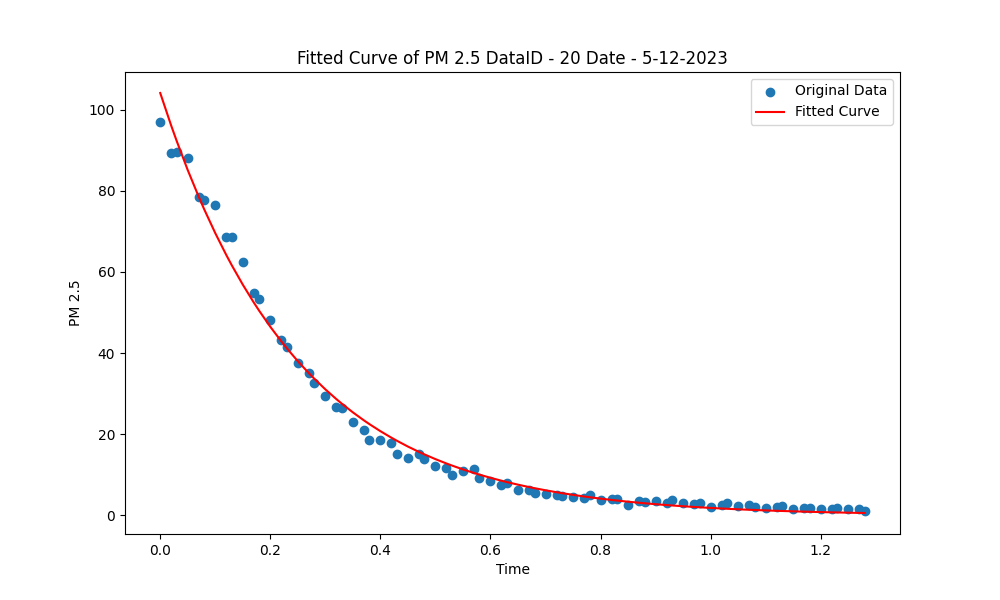 Fitted Curve of PM 2.5 DataID - 20 Date - 5-12-2023
Original Data
Fitted Curve
100
80
60
40
20
0
PM 2.5
0.0 0.2 0.4 0.6 0.8 1.0 1.2
Time